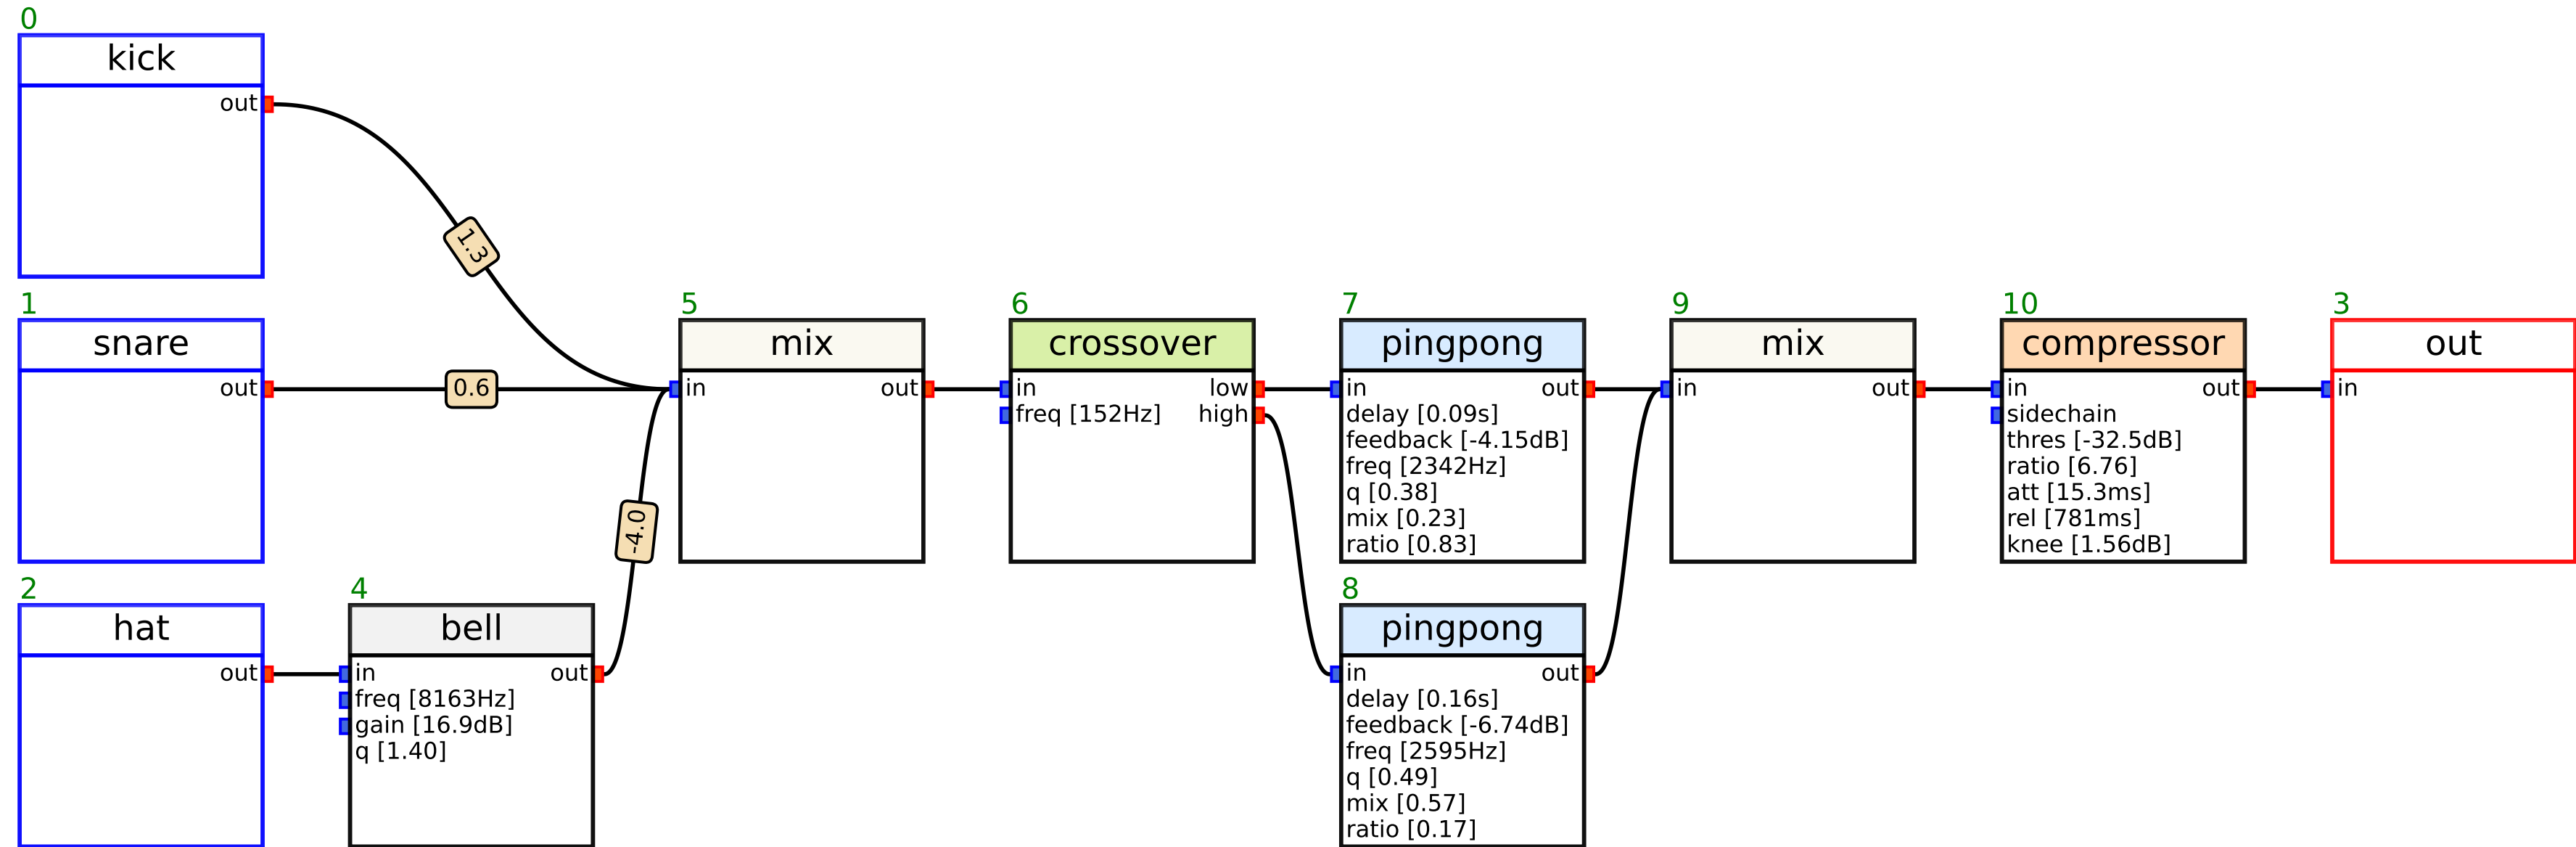 0
kick
out
1.3
1
snare
out
0.6
2
hat
out
4
bell
in out
freq [8163Hz]
gain [16.9dB]
q [1.40]
-4.0
5
mix
in out
6
crossover
in low
freq [152Hz] high
7
pingpong
in out
delay [0.09s]
feedback [-4.15dB]
freq [2342Hz]
q [0.38]
mix [0.23]
ratio [0.83]
8
pingpong
in out
delay [0.16s]
feedback [-6.74dB]
freq [2595Hz]
q [0.49]
mix [0.57]
ratio [0.17]
9
mix
in out
10
compressor
in out
sidechain
thres [-32.5dB]
ratio [6.76]
att [15.3ms]
rel [781ms]
knee [1.56dB]
3
out
in